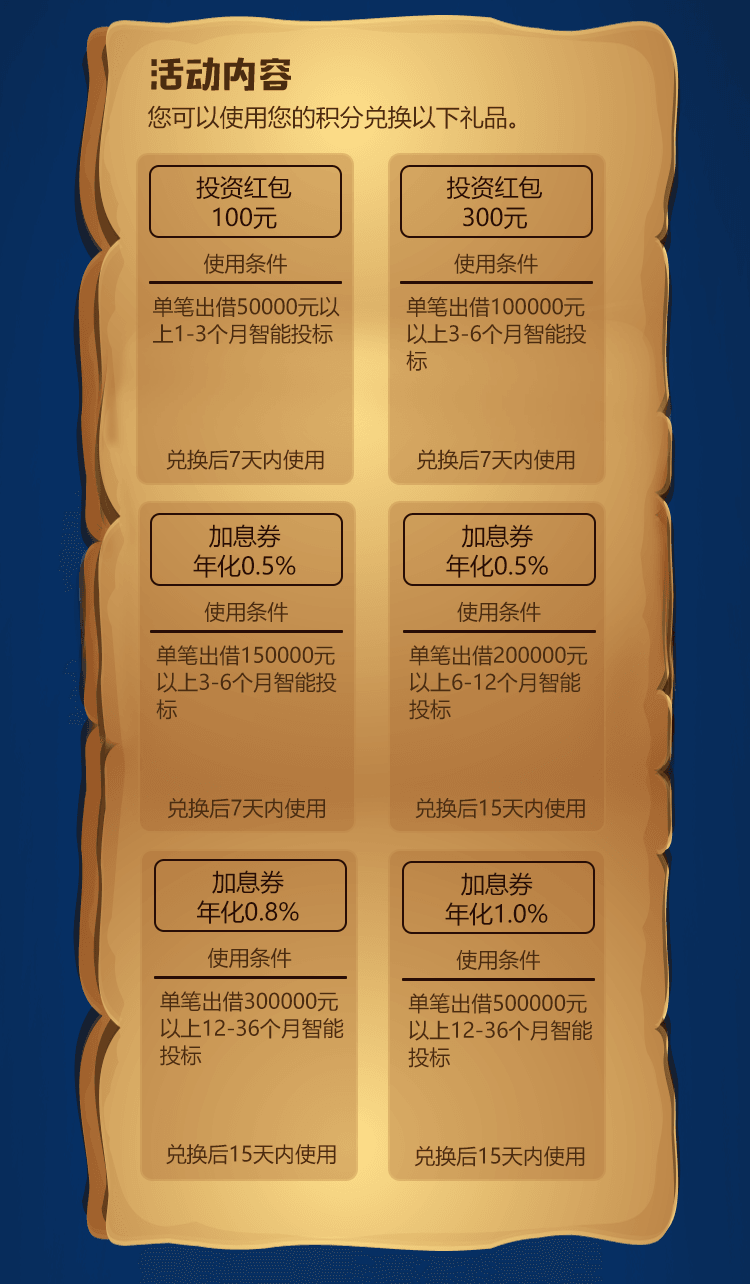 活动内容
您可以使用您的积分兑换以下礼品。
投资红包
100元
使用条件
单笔出借50000元以
上1-3个月智能投标
兑换后7天内使用
投资红包
300元
使用条件
单笔出借100000元
以上3-6个月智能投
标
兑换后7天内使用
加息券
年化0.5%
使用条件
单笔出借150000元
以上3-6个月智能投
标
兑换后7天内使用
加息券
年化0.5%
使用条件
单笔出借200000元
以上6-12个月智能
投标
兑换后15天内使用
加息券
年化0.8%
使用条件
单笔出借300000元
以上12-36个月智能
投标
兑换后15天内使用
加息券
年化1.0%
使用条件
单笔出借500000元
以上12-36个月智能
投标
兑换后15天内使用